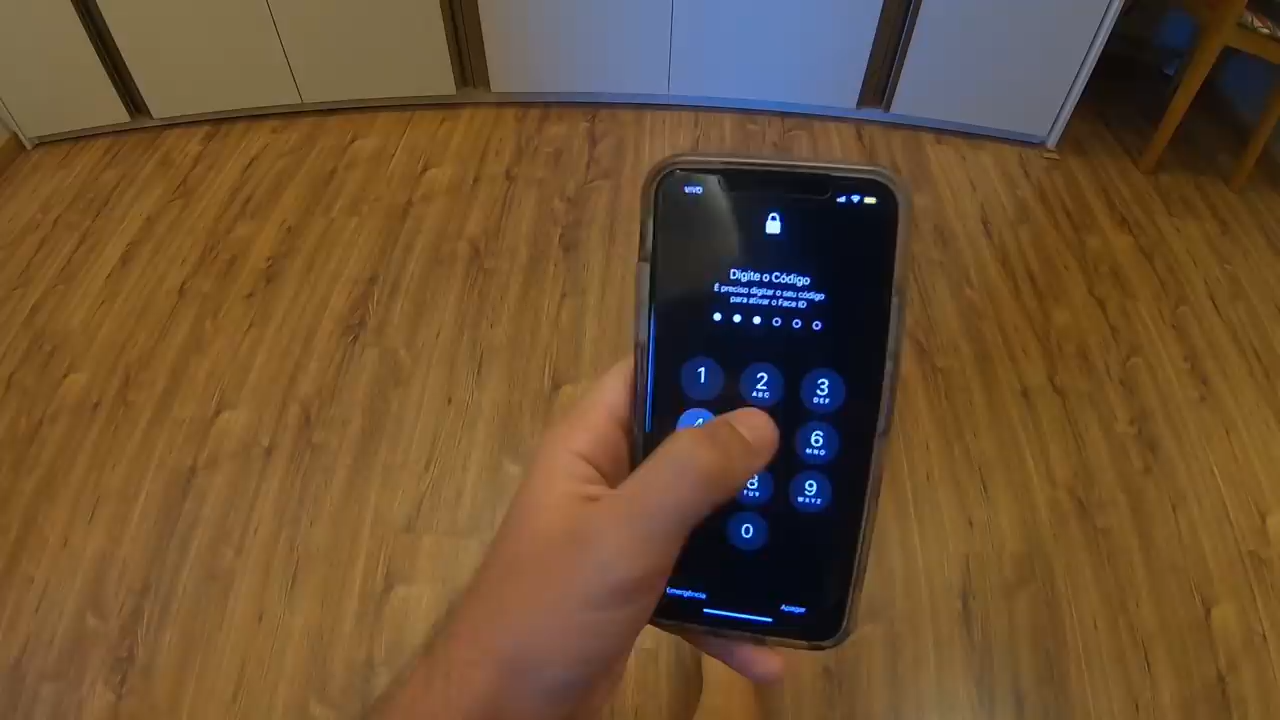 VIVO
Digite o Código
É preciso digitar o seu código
para ativar o Face ID
1
2
ABC
3
DEF
4
6
MNO
8
TUV
9
WXYZ
0
Emergência
Apagar